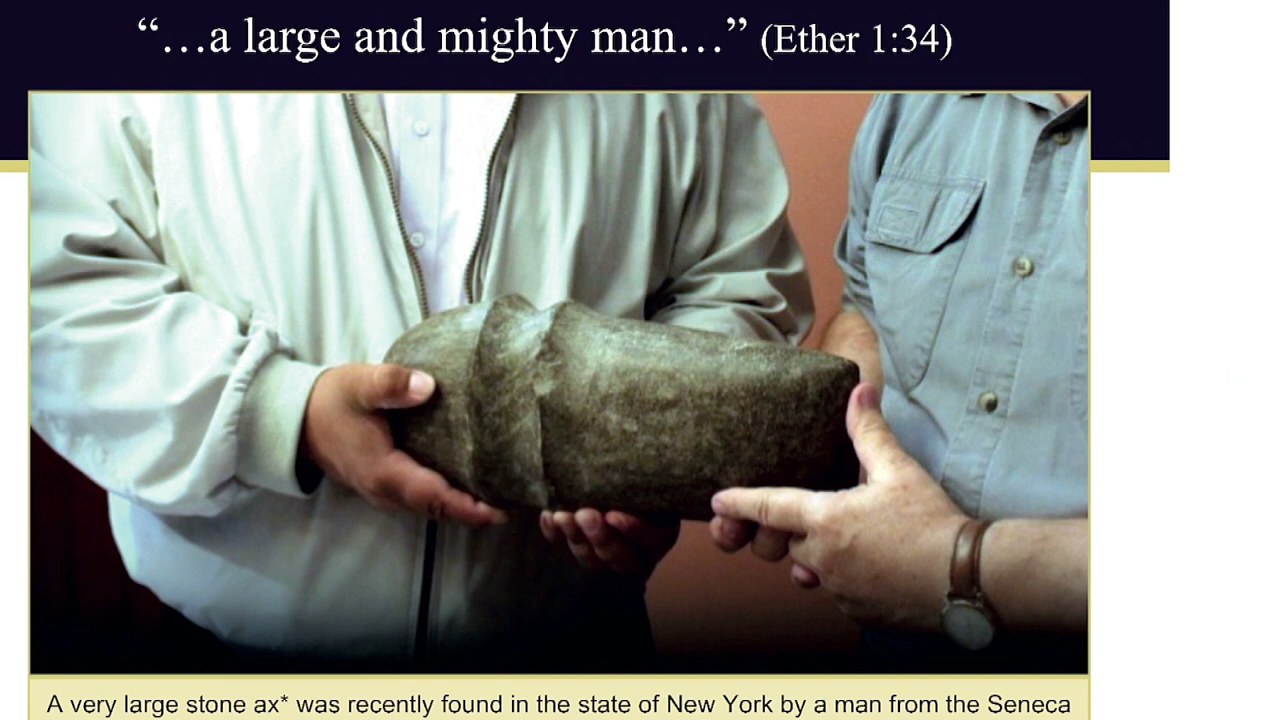 “…a large and mighty man…” (Ether 1:34)
A very large stone ax* was recently found in the state of New York by a man from the Seneca